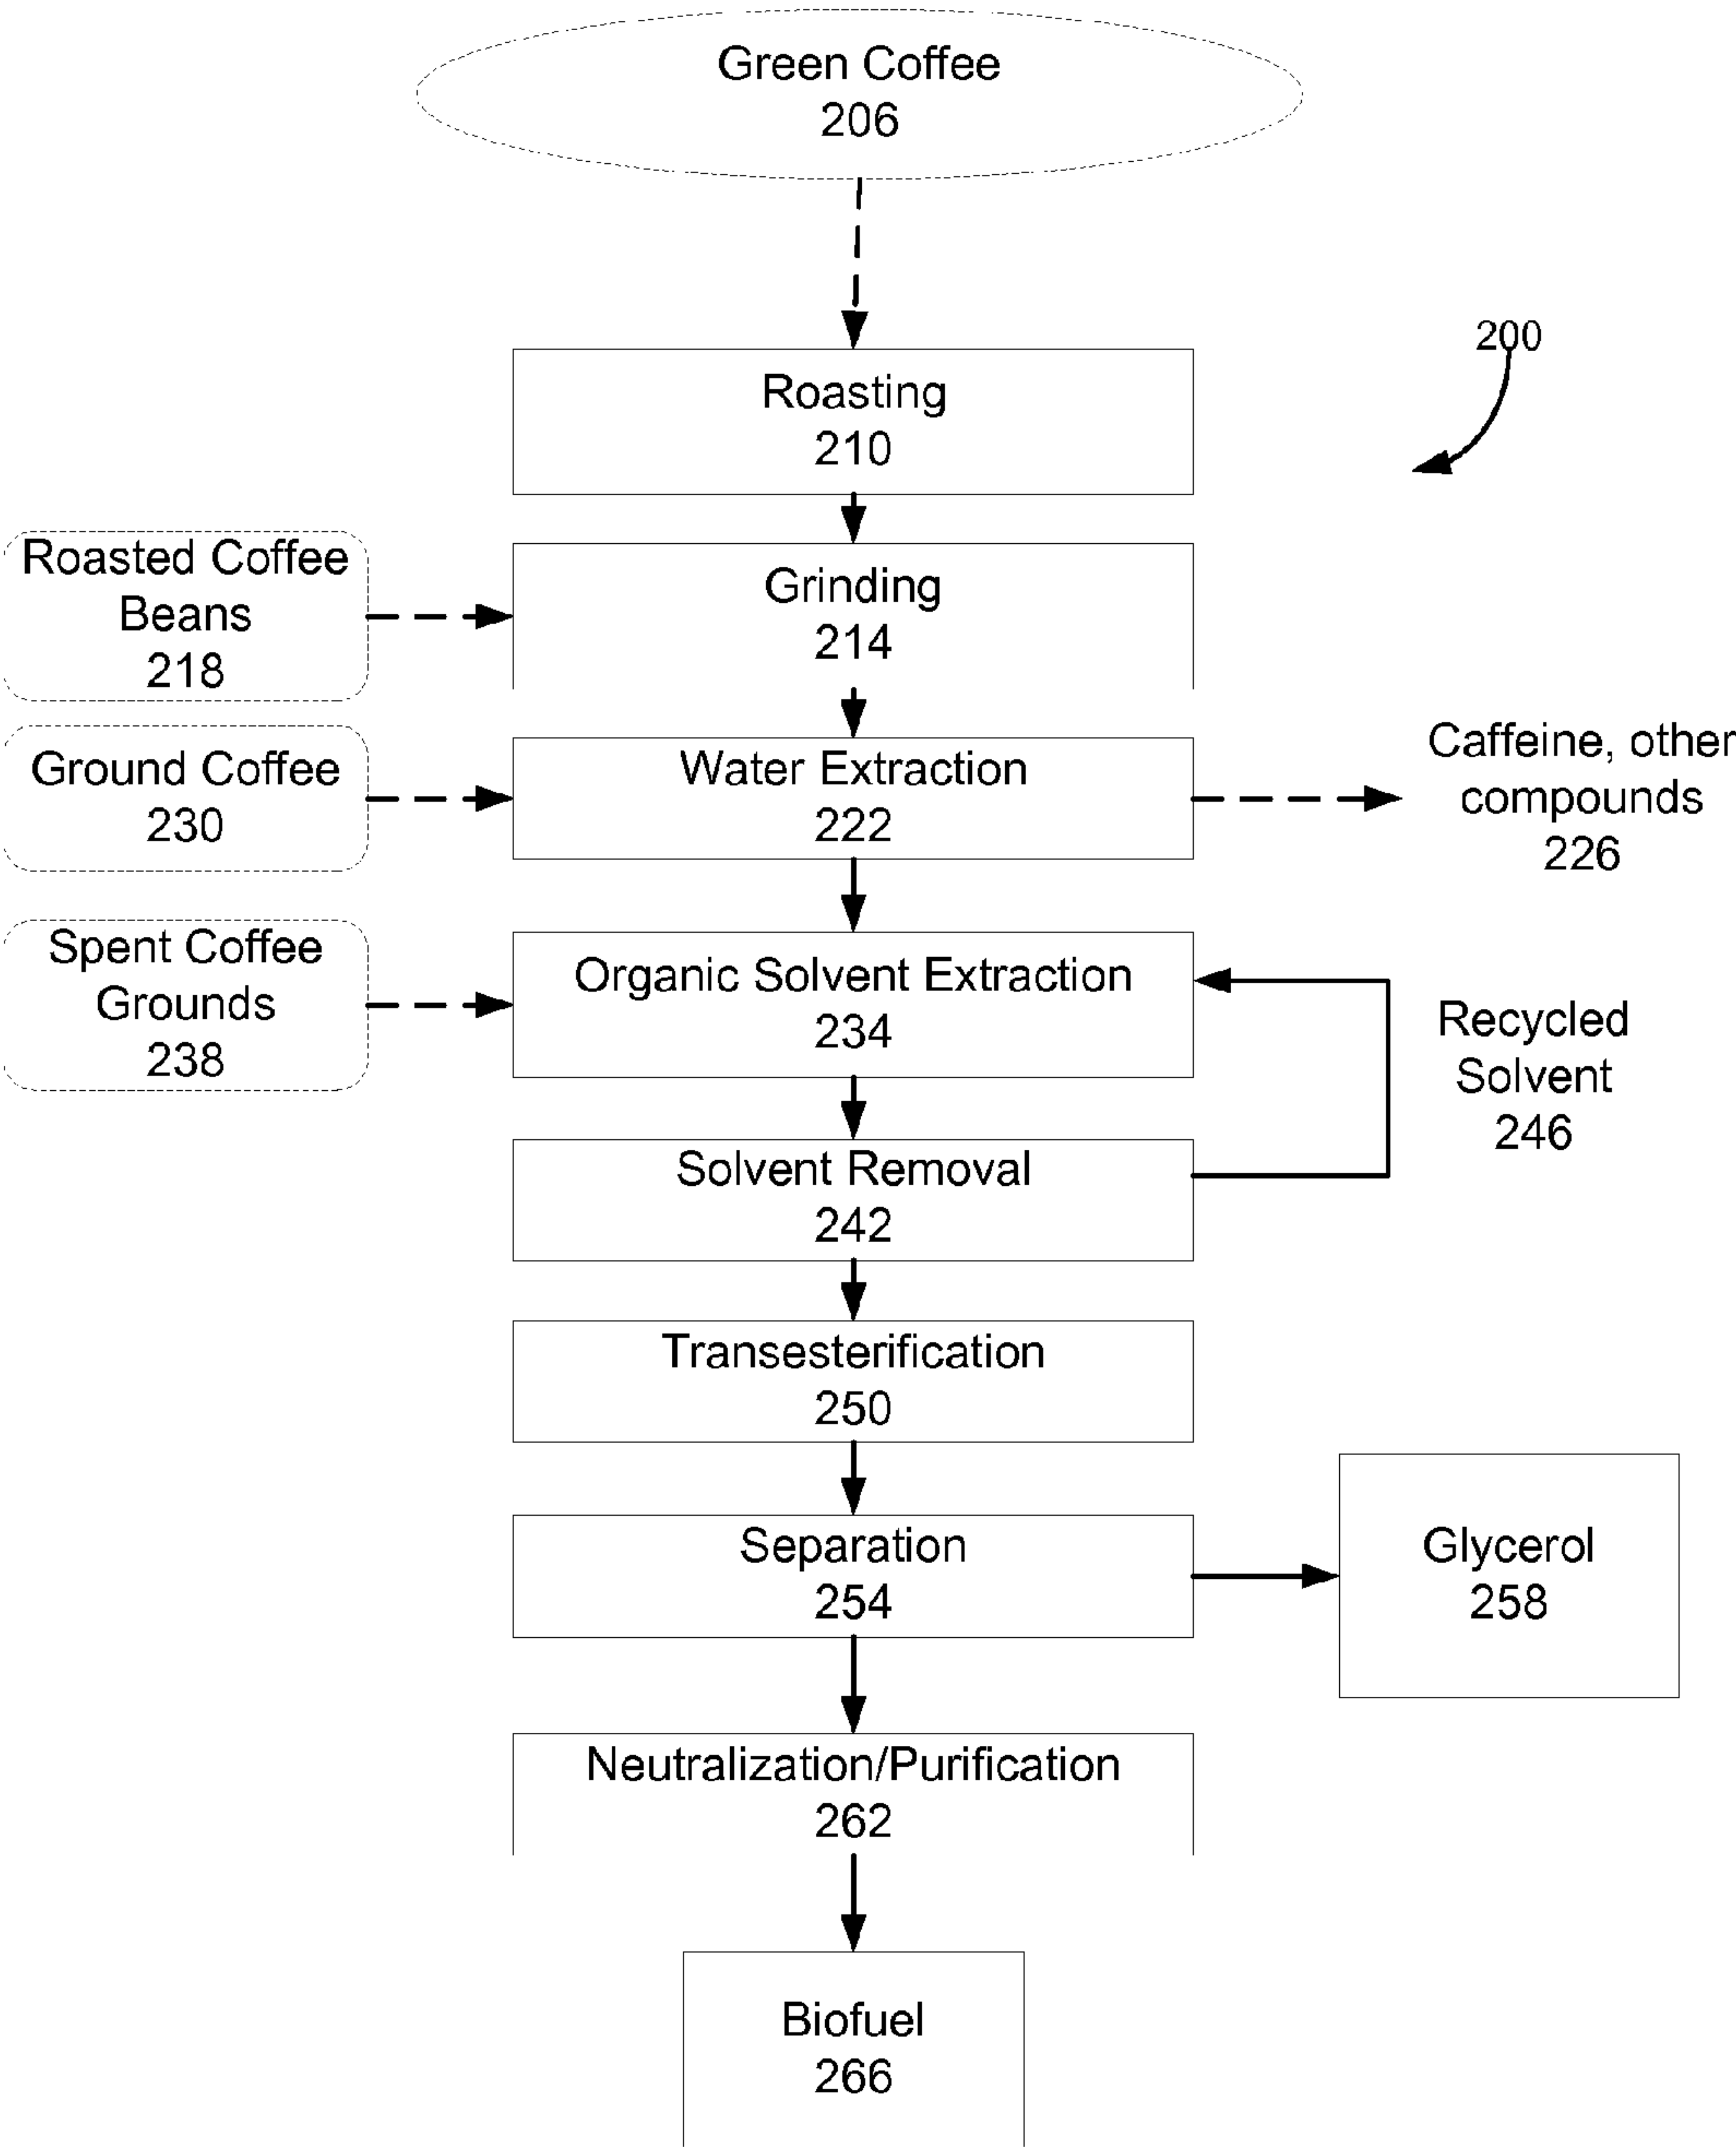 Green Coffee
206
200
Roasting
210
Roasted Coffee
Beans
218
Grinding
214
Ground Coffee
230
Water Extraction
222
Caffeine, other
compounds
226
Spent Coffee
Grounds
238
Organic Solvent Extraction
234
Recycled
Solvent
246
Solvent Removal
242
Transesterification
250
Separation
254
Glycerol
258
Neutralization/Purification
262
Biofuel
266